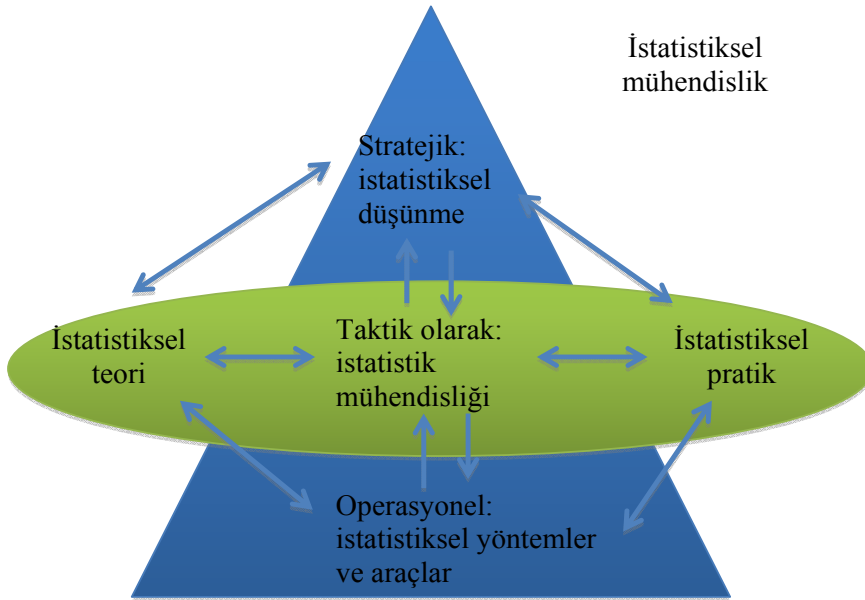 İstatistiksel
mühendislik
Stratejik:
istatistiksel
düşünme
İstatistiksel
teori
Taktik olarak:
istatistik
mühendisliği
İstatistiksel
pratik
Operasyonel:
istatistiksel yöntemler
ve araçlar